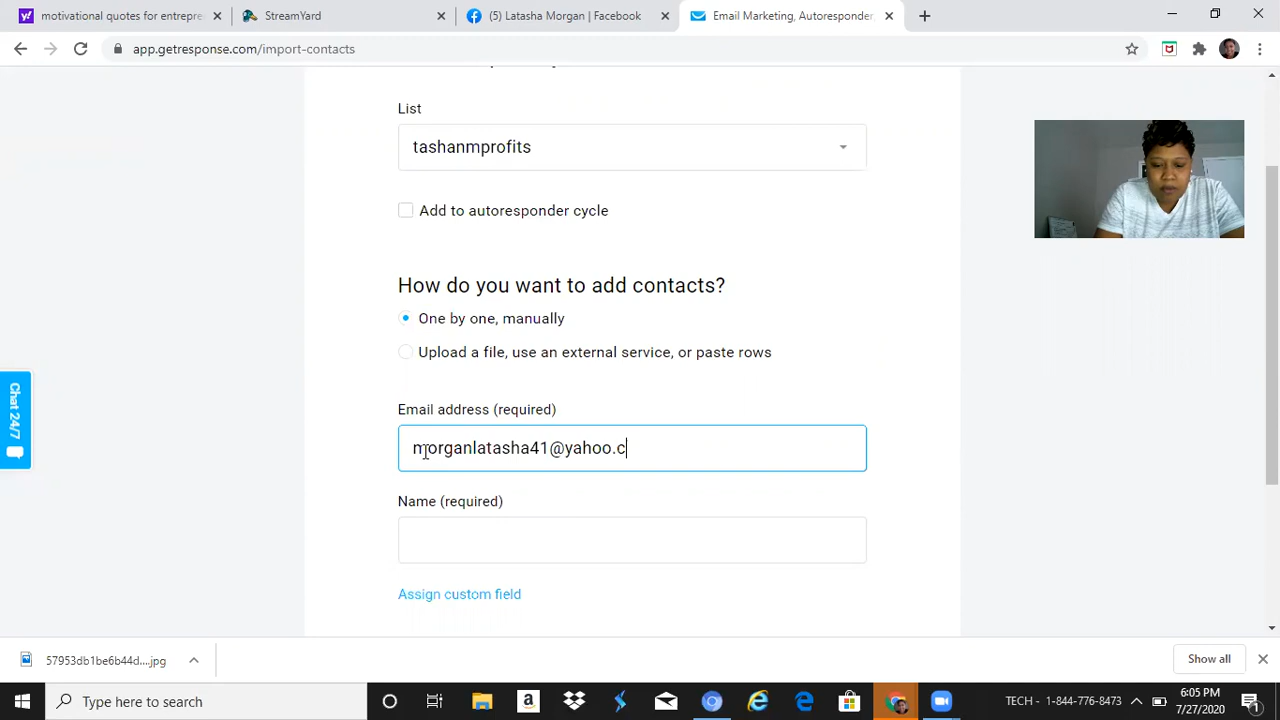 motivational quotes for entrepre
StreamYard
(5) Latasha Morgan | Facebook
Email Marketing, Autoresponder,
app.getresponse.com/import-contacts
List
tashanmprofits
Add to autoresponder cycle
How do you want to add contacts?
One by one, manually
Upload a file, use an external service, or paste rows
Email address (required)
morganlatasha41@yahoo.c
Name (required)
Assign custom field
Chat 24/7
57953db1be6b44d....jpg
Show all
Type here to search
TECH - 1-844-776-8473
6:05 PM
7/27/2020